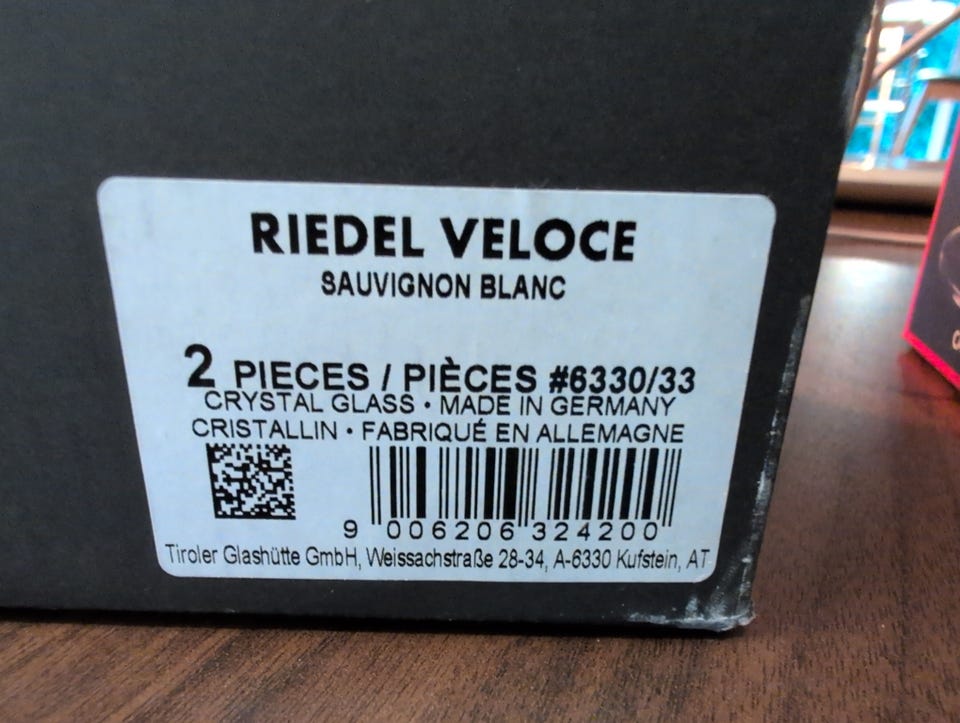 RIEDEL VELOCE
SAUVIGNON BLANC
2 PIECES / PIÈCES #6330/33
CRYSTAL GLASS • MADE IN GERMANY
CRISTALLIN • FABRIQUÉ EN ALLEMAGNE
9 006206 324200
Tiroler Glashütte GmbH, Weissachstraße 28-34, A-6330 Kufstein, AT